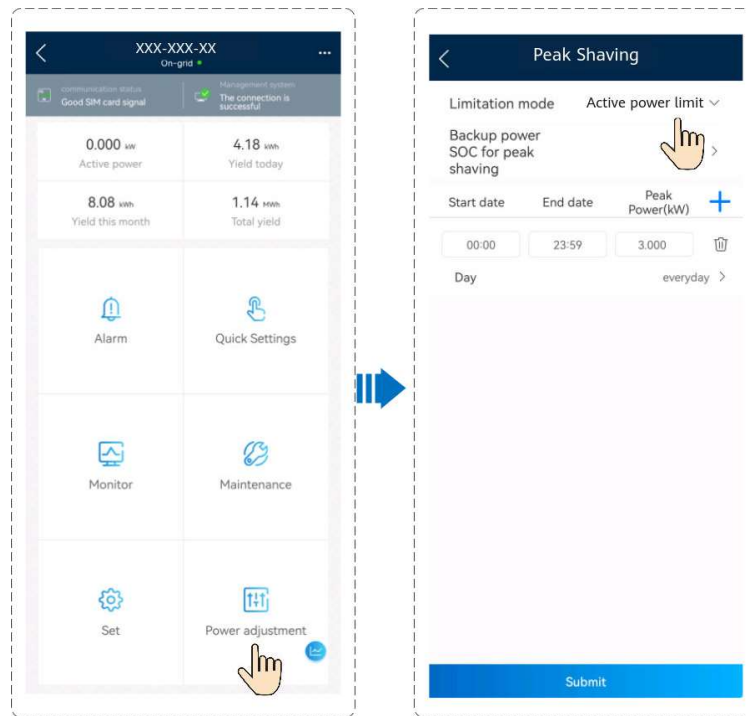 XXX-XXX-XX
On-grid
...
communication status
Good SIM card signal
Management system
The connection is
successful
0.000 kW
Active power
4.18 kWh
Yield today
8.08 kWh
Yield this month
1.14 MWh
Total yield
Alarm
Quick Settings
Monitor
Maintenance
Set
Power adjustment
Peak Shaving
Limitation mode
Active power limit
Backup power
SOC for peak
shaving
Start date
End date
Peak
Power(kW)
00:00
23:59
3.000
Day
everyday
Submit